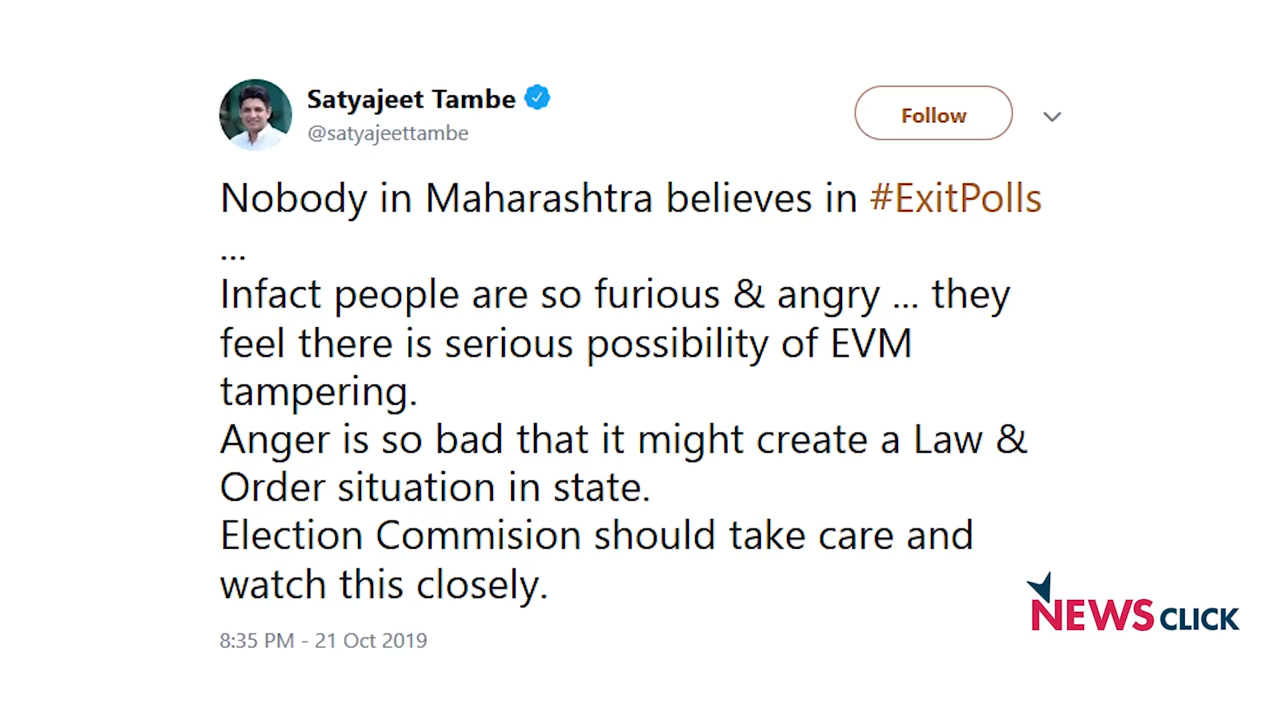 Satyajeet Tambe
@satyajeettambe
Follow
Nobody in Maharashtra believes in #ExitPolls
...
Infact people are so furious & angry ... they
feel there is serious possibility of EVM
tampering.
Anger is so bad that it might create a Law &
Order situation in state.
Election Commision should take care and
watch this closely.
8:35 PM - 21 Oct 2019
NEWSCLICK